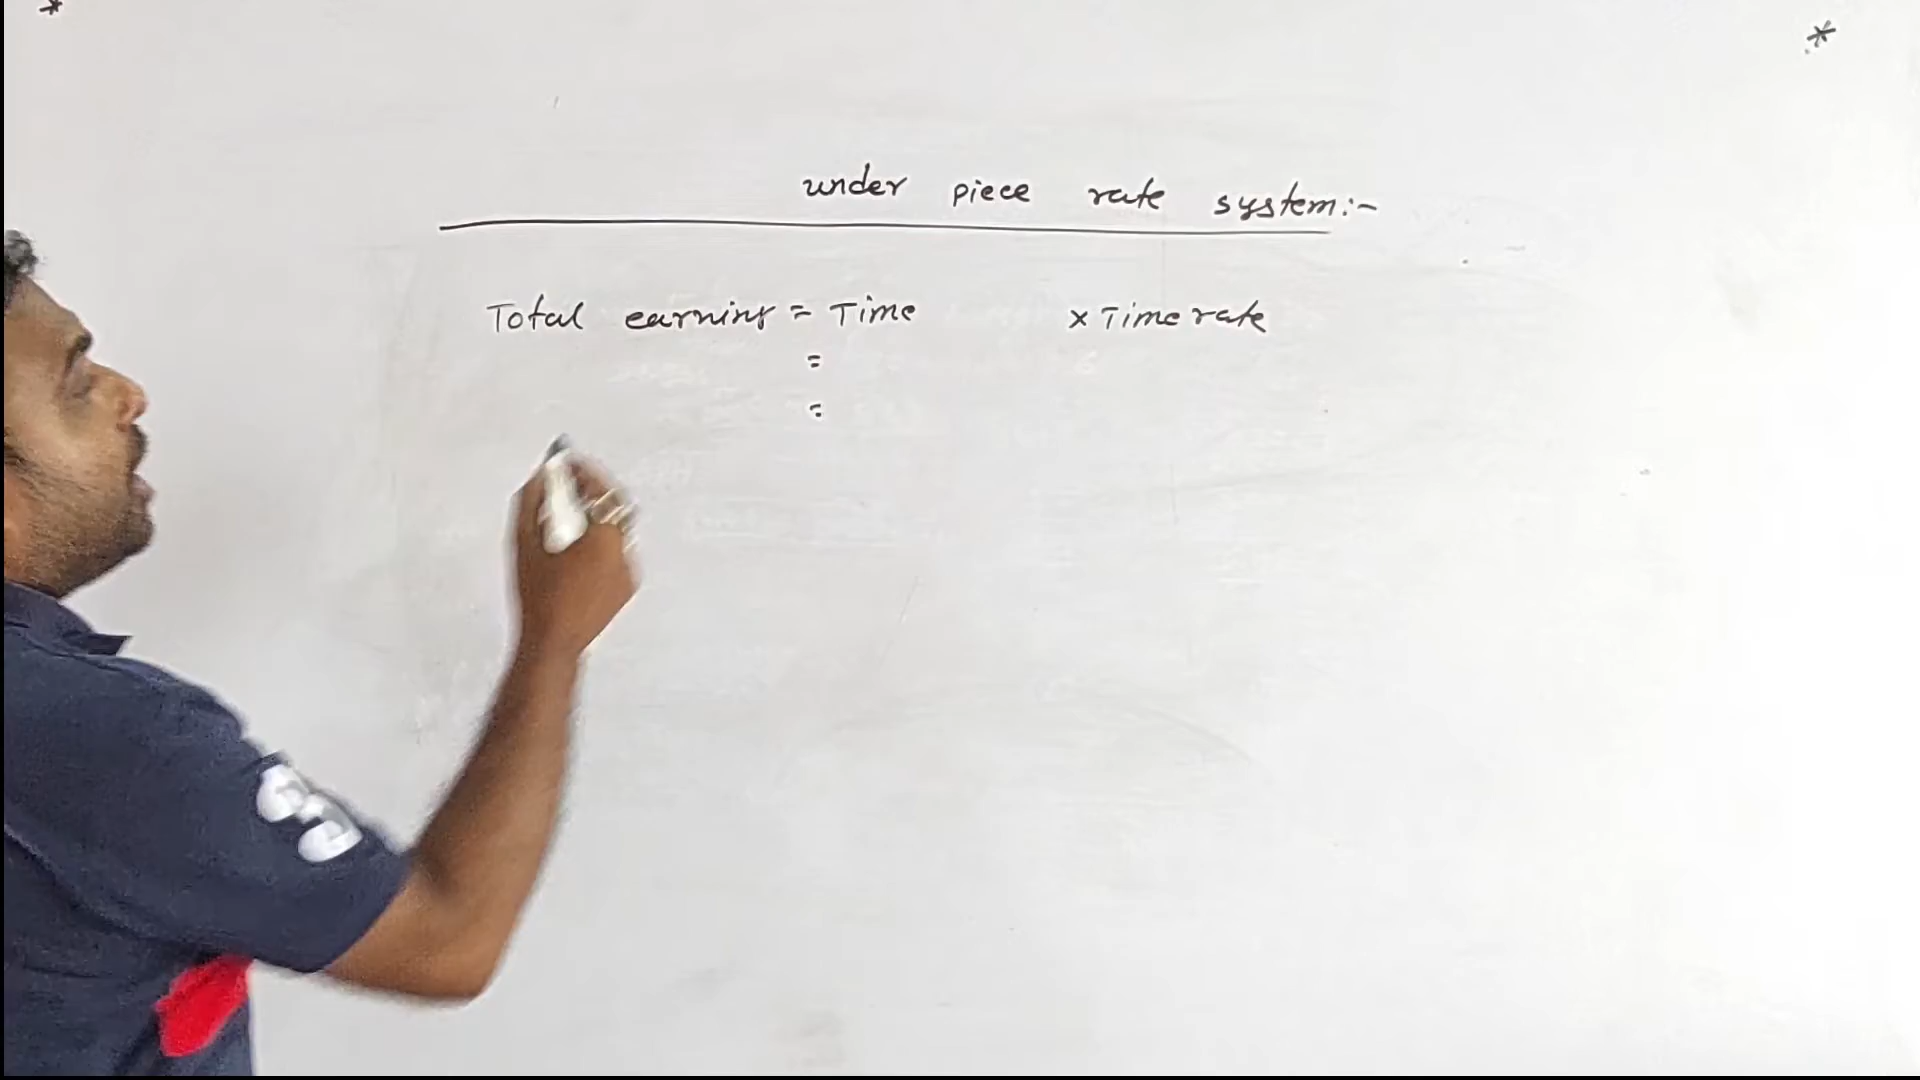 *
*
under piece rate system:-
Total earning = Time × Time rate
=
=